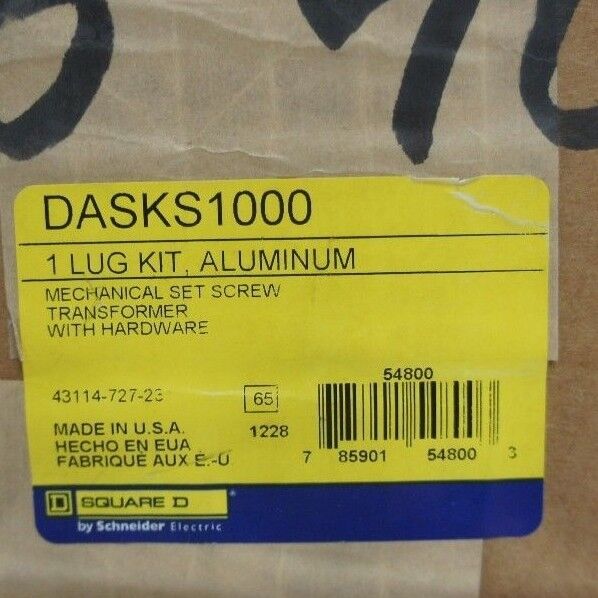 DASKS1000
1 LUG KIT, ALUMINUM
MECHANICAL SET SCREW
TRANSFORMER
WITH HARDWARE
43114-727-23
65
54800
MADE IN U.S.A.
1228
HECHO EN EUA
FABRIQUE AUX É.-U
7 85901 54800 3
SQUARE D
by Schneider Electric